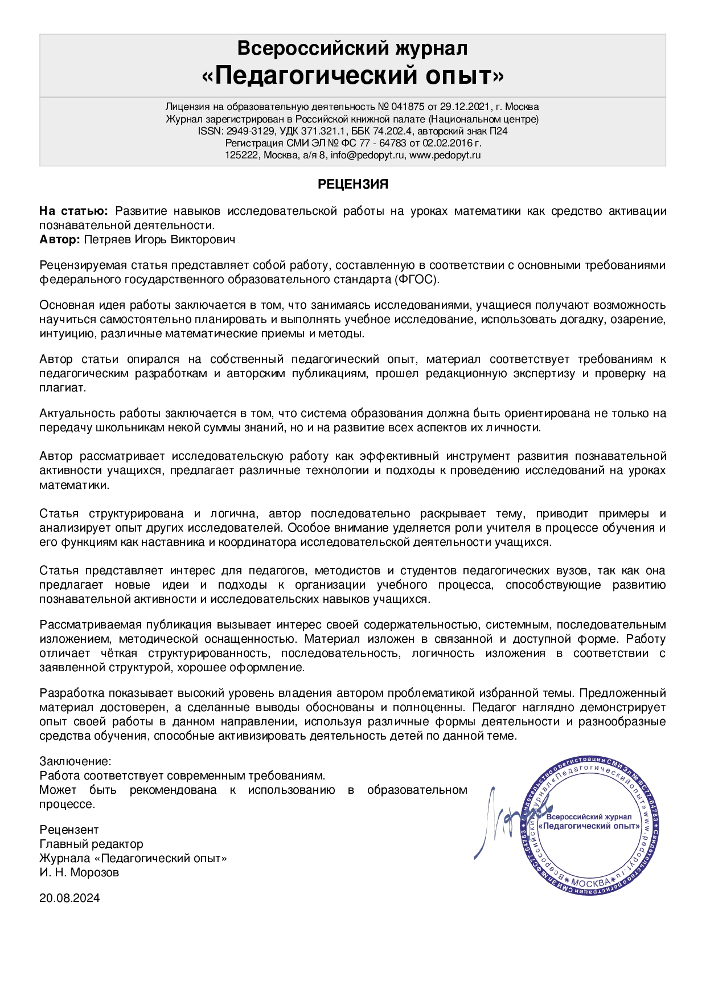 Всероссийский журнал
«Педагогический опыт»
Лицензия на образовательную деятельность № 041875 от 29.12.2021, г. Москва
Журнал зарегистрирован в Российской книжной палате (Национальном центре)
ISSN: 2949-3129, УДК 371.321.1, ББК 74.202.4, авторский знак П24
Регистрация СМИ ЭЛ № ФС 77 - 64783 от 02.02.2016 г.
125222, Москва, а/я 8, info@pedopyt.ru, www.pedopyt.ru
РЕЦЕНЗИЯ
На статью: Развитие навыков исследовательской работы на уроках математики как средство активации
познавательной деятельности.
Автор: Петряев Игорь Викторович
Рецензируемая статья представляет собой работу, составленную в соответствии с основными требованиями
федерального государственного образовательного стандарта (ФГОС).
Основная идея работы заключается в том, что занимаясь исследованиями, учащиеся получают возможность
научиться самостоятельно планировать и выполнять учебное исследование, использовать догадку, озарение,
интуицию, различные математические приемы и методы.
Автор статьи опирался на собственный педагогический опыт, материал соответствует требованиям к
педагогическим разработкам и авторским публикациям, прошел редакционную экспертизу и проверку на
плагиат.
Актуальность работы заключается в том, что система образования должна быть ориентирована не только на
передачу школьникам некой суммы знаний, но и на развитие всех аспектов их личности.
Автор рассматривает исследовательскую работу как эффективный инструмент развития познавательной
активности учащихся, предлагает различные технологии и подходы к проведению исследований на уроках
математики.
Статья структурирована и логична, автор последовательно раскрывает тему, приводит примеры и
анализирует опыт других исследователей. Особое внимание уделяется роли учителя в процессе обучения и
его функциям как наставника и координатора исследовательской деятельности учащихся.
Статья представляет интерес для педагогов, методистов и студентов педагогических вузов, так как она
предлагает новые идеи и подходы к организации учебного процесса, способствующие развитию
познавательной активности и исследовательских навыков учащихся.
Рассматриваемая публикация вызывает интерес своей содержательностью, системным, последовательным
изложением, методической оснащенностью. Материал изложен в связанной и доступной форме. Работу
отличает чёткая структурированность, последовательность, логичность изложения в соответствии с
заявленной структурой, хорошее оформление.
Разработка показывает высокий уровень владения автором проблематикой избранной темы. Предложенный
материал достоверен, а сделанные выводы обоснованы и полноценны. Педагог наглядно демонстрирует
опыт своей работы в данном направлении, используя различные формы деятельности и разнообразные
средства обучения, способные активизировать деятельность детей по данной теме.
Заключение:
Работа соответствует современным требованиям.
Может быть рекомендована к использованию в образовательном
процессе.
Рецензент
Главный редактор
Журнала «Педагогический опыт»
И. Н. Морозов
20.08.2024
Свидетельство о регистрации СМИ Эл № ФС77-64783 * Свидетельство о регистрации СМИ Эл № ФС77-64783 *
Всероссийский журнал «Педагогический опыт» www.pedopyt.ru
* МОСКВА *
Всероссийский журнал
«Педагогический опыт»